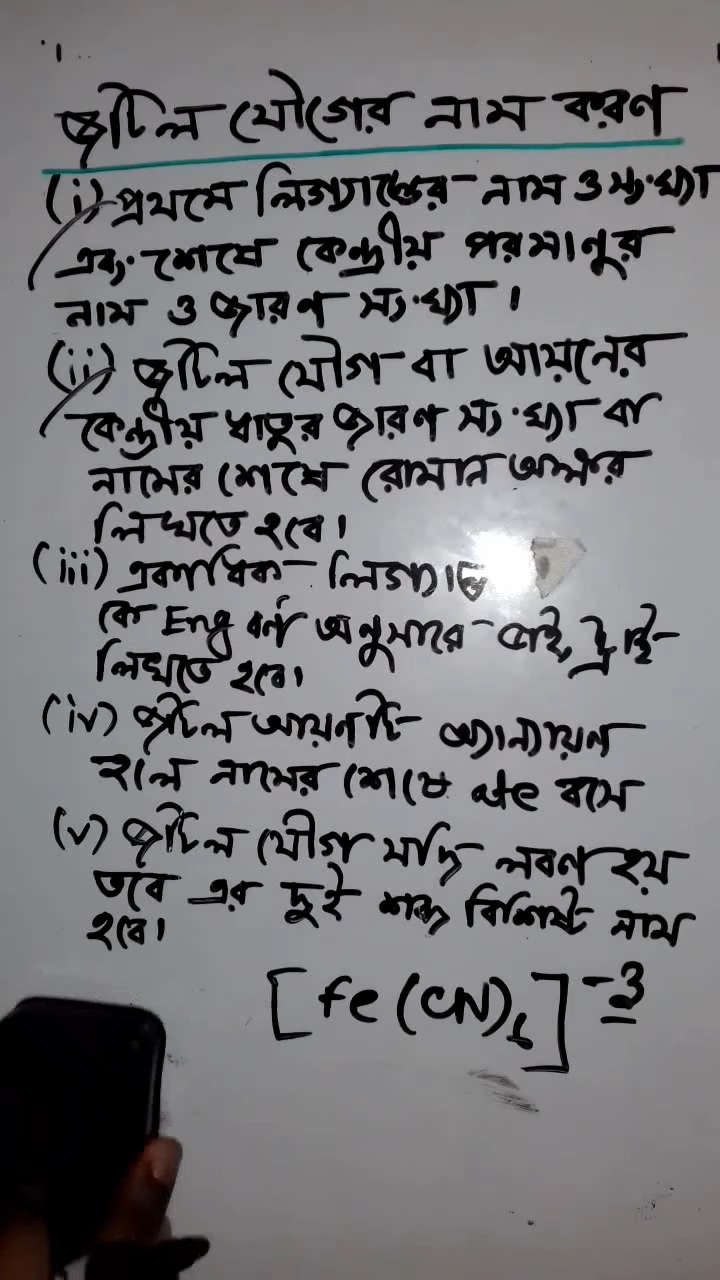 জটিল যৌগের নাম করণ
(i) প্রথমে লিগ্যান্ডের নাম ও সংখ্যা
এবং শেষে কেন্দ্রীয় পরমানুর
নাম ও জারণ সংখ্যা।
(ii) জটিল যৌগ বা আয়নের
কেন্দ্রীয় ধাতুর জারণ সংখ্যা বা
নামের শেষে রোমান অক্ষরে
লিখতে হবে।
(iii) একাধিক লিগ্যান্ড
কে Eng বর্ণ অনুসারে ডাই, ট্রাই
লিখতে হবে।
(iv) জটিল আয়ণটি অ্যানায়ন
হলে নামের শেষে ate বসে
(v) জটিল যৌগ যদি লবণ হয়
তবে এর দুই শব্দ বিশিষ্ট নাম
হবে।
[Fe(CN)₆]⁻³